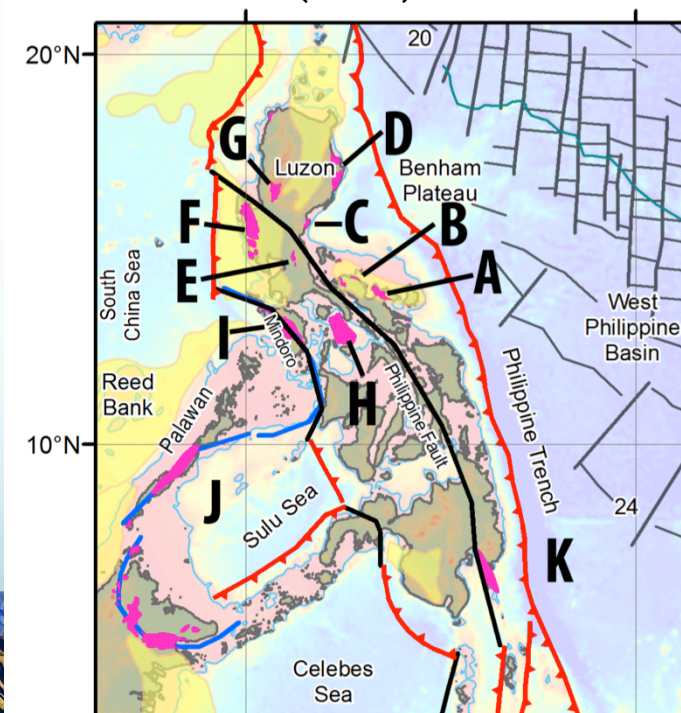 20
20°N
G
D
Luzon
Benham
Plateau
F
C
B
E
A
South
China Sea
I
Mindoro
West
Philippine
Basin
H
Reed
Bank
Palawan
Philippine Fault
Philippine Trench
10°N
J
Sulu Sea
24
K
Celebes
Sea